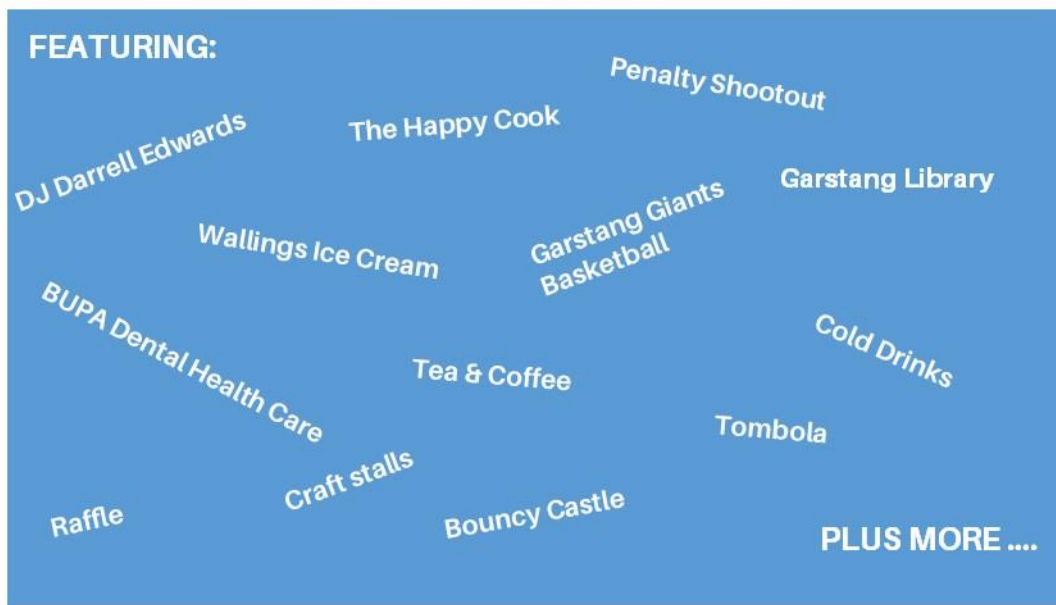 FEATURING:
Penalty Shootout
The Happy Cook
DJ Darrell Edwards
Garstang Library
Garstang Giants
Basketball
Wallings Ice Cream
BUPA Dental Health Care
Cold Drinks
Tea & Coffee
Tombola
Craft stalls
Raffle
Bouncy Castle
PLUS MORE ....